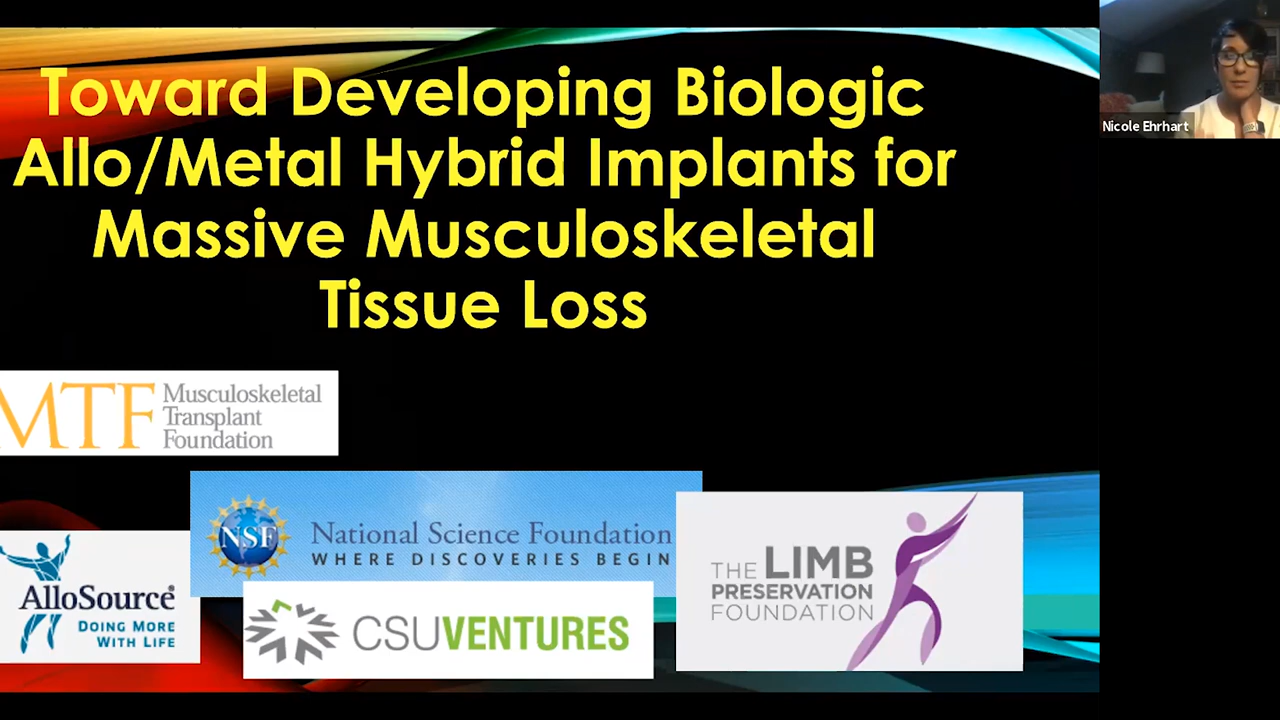 Toward Developing Biologic
Allo/Metal Hybrid Implants for
Massive Musculoskeletal
Tissue Loss
Nicole Ehrhart
MTF Musculoskeletal
Transplant
Foundation
NSF National Science Foundation
WHERE DISCOVERIES BEGIN
AlloSource®
DOING MORE
WITH LIFE
CSUVENTURES
THE LIMB
PRESERVATION
FOUNDATION